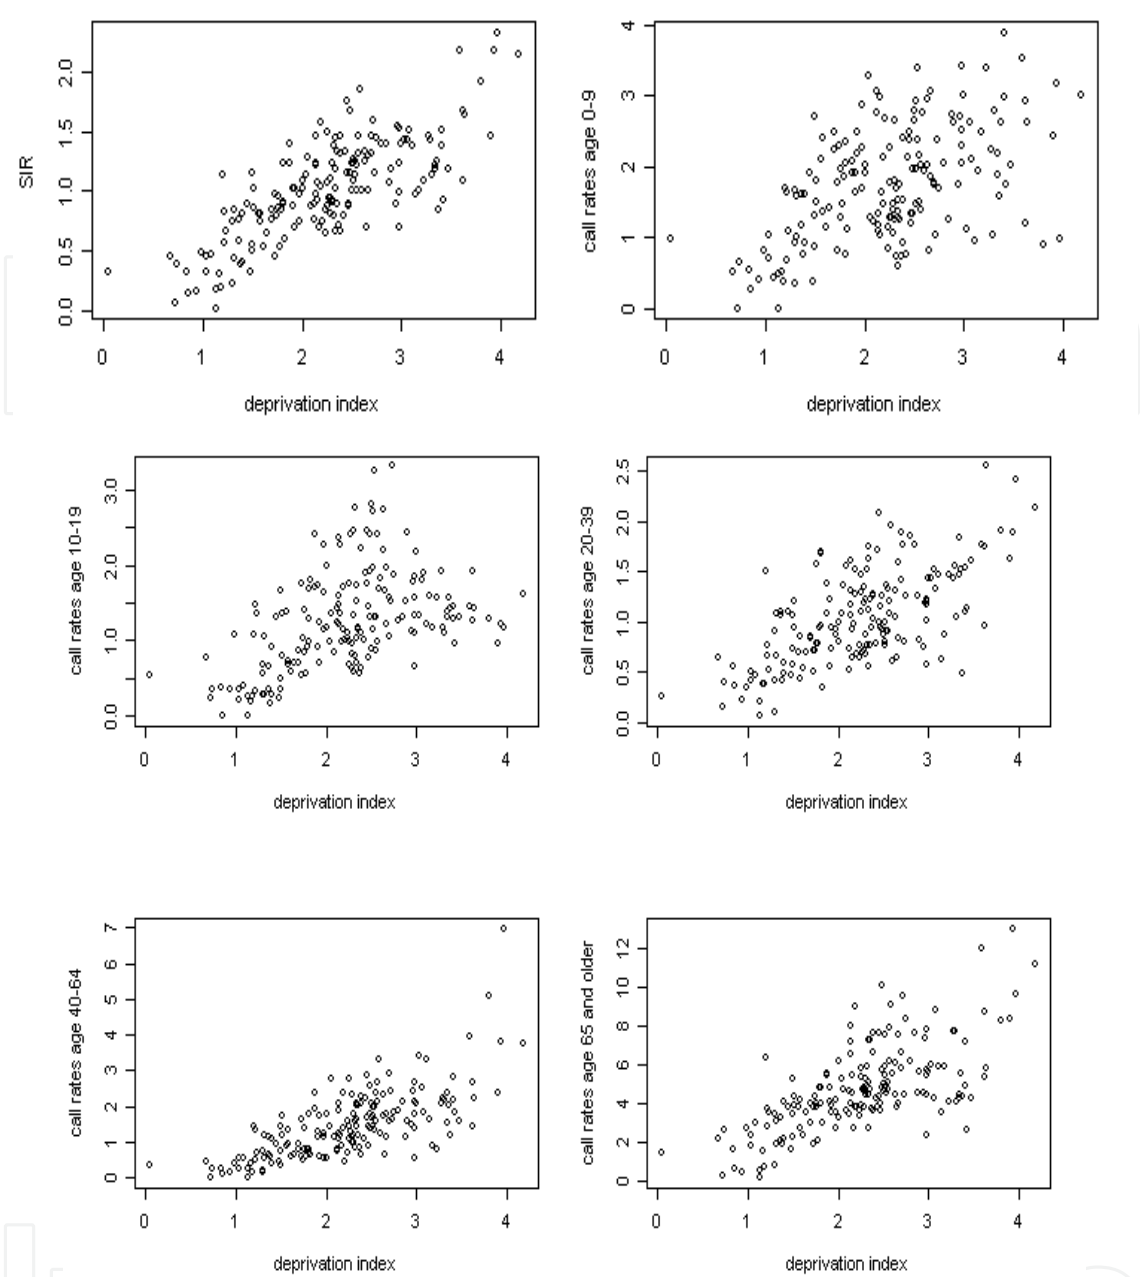 SIR
0.0 0.5 1.0 1.5 2.0
0 1 2 3 4
deprivation index
call rates age 0-9
0 1 2 3 4
0 1 2 3 4
deprivation index
call rates age 10-19
0.0 1.0 2.0 3.0
0 1 2 3 4
deprivation index
call rates age 20-39
0.0 0.5 1.0 1.5 2.0 2.5
0 1 2 3 4
deprivation index
call rates age 40-64
0 1 2 3 4 5 6 7
0 1 2 3 4
deprivation index
call rates age 65 and older
0 2 4 6 8 10 12
0 1 2 3 4
deprivation index